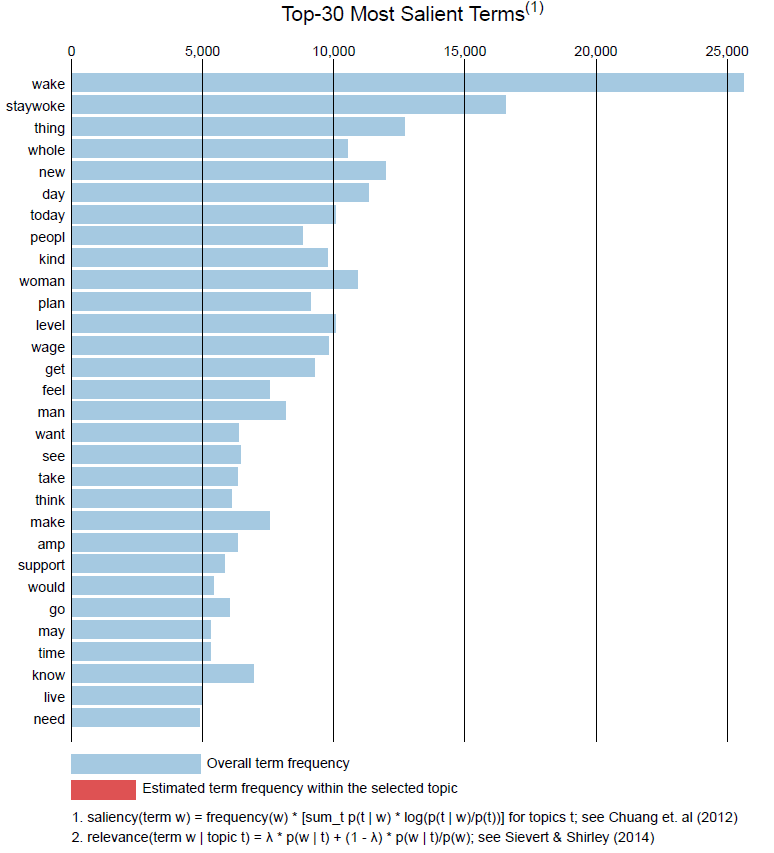 Top-30 Most Salient Terms(1)
0 5,000 10,000 15,000 20,000 25,000
wake
staywoke
thing
whole
new
day
today
peopl
kind
woman
plan
level
wage
get
feel
man
want
see
take
think
make
amp
support
would
go
may
time
know
live
need
Overall term frequency
Estimated term frequency within the selected topic
1. saliency(term w) = frequency(w) * [sum_t p(t | w) * log(p(t | w)/p(t))] for topics t; see Chuang et. al (2012)
2. relevance(term w | topic t) = λ * p(w | t) + (1 - λ) * p(w | t)/p(w); see Sievert & Shirley (2014)